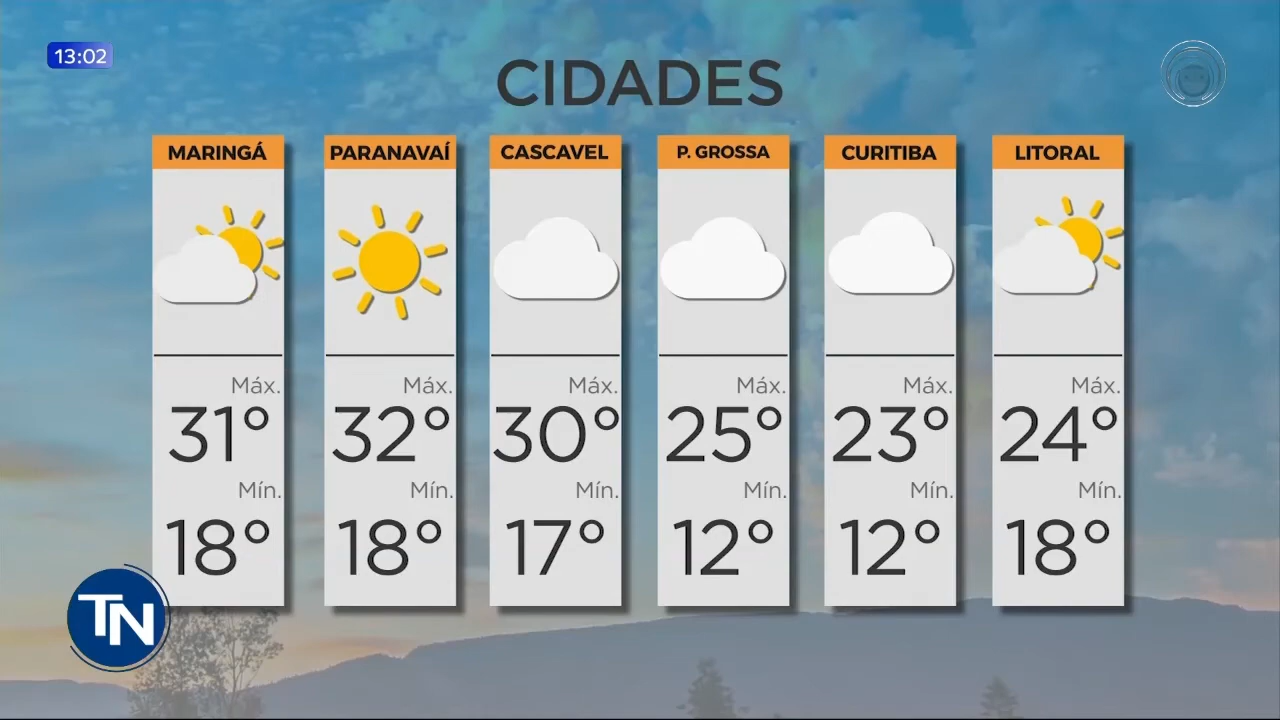 13:02
CIDADES
MARINGÁ
Máx.
31°
Mín.
18°
PARANAVAÍ
Máx.
32°
Mín.
18°
CASCAVEL
Máx.
30°
Mín.
17°
P. GROSSA
Máx.
25°
Mín.
12°
CURITIBA
Máx.
23°
Mín.
12°
LITORAL
Máx.
24°
Mín.
18°
TN